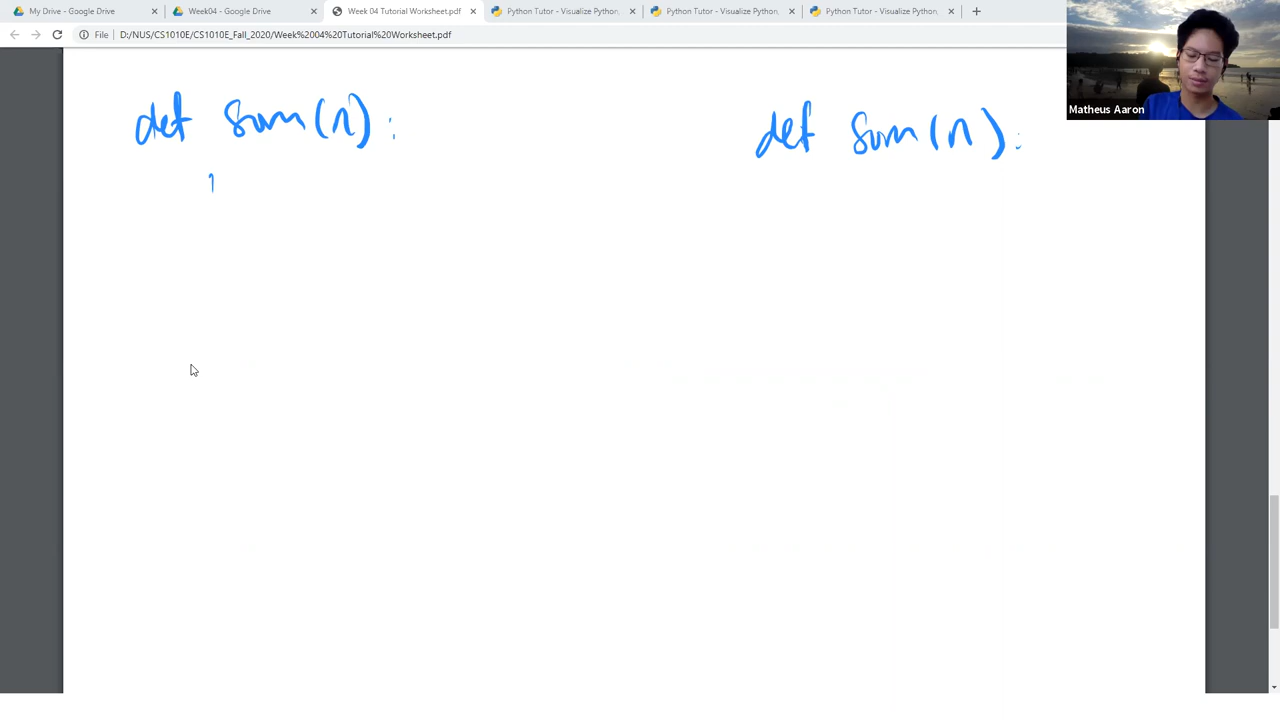 My Drive - Google Drive
Week04 - Google Drive
Week 04 Tutorial Worksheet.pdf
Python Tutor - Visualize Python,
Python Tutor - Visualize Python,
Python Tutor - Visualize Python,
File D:/NUS/CS1010E/CS1010E_Fall_2020/Week%2004%20Tutorial%20Worksheet.pdf
Matheus Aaron
def sum(n):
def sum(n):